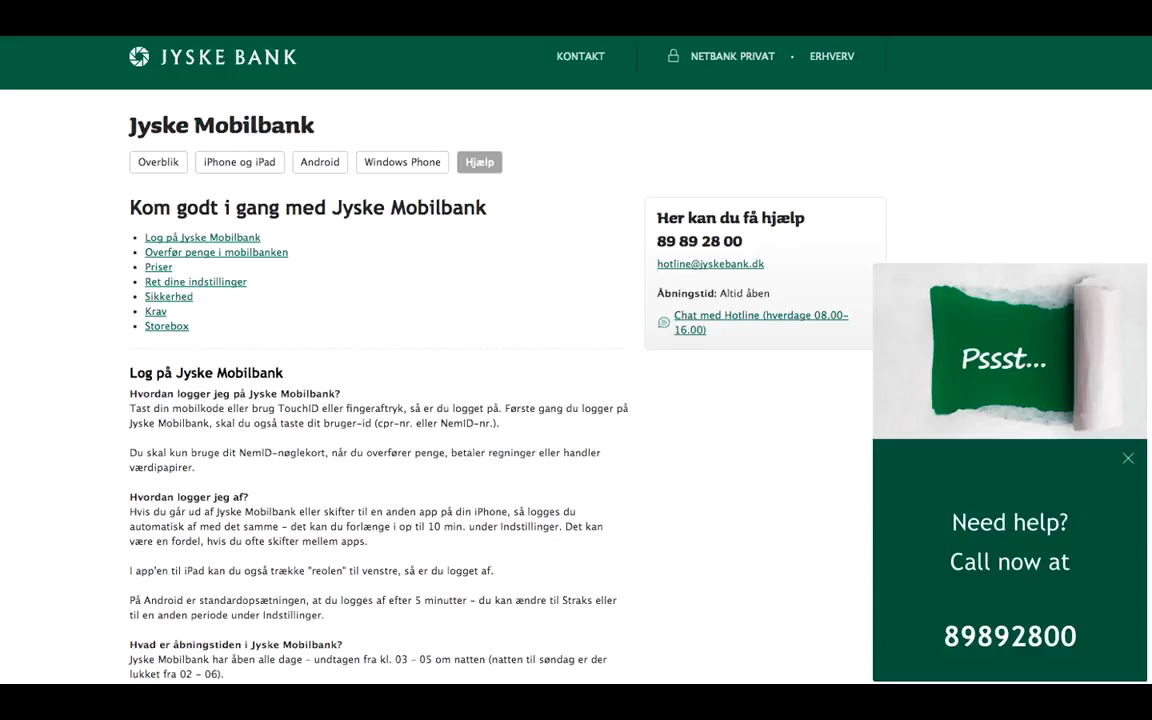 JYSKE BANK
KONTAKT
NETBANK PRIVAT • ERHVERV
Jyske Mobilbank
Overblik
iPhone og iPad
Android
Windows Phone
Hjælp
Kom godt i gang med Jyske Mobilbank
• Log på Jyske Mobilbank
• Overfør penge i mobilbanken
• Priser
• Ret dine indstillinger
• Sikkerhed
• Krav
• Storebox
Log på Jyske Mobilbank
Hvordan logger jeg på Jyske Mobilbank?
Tast din mobilkode eller brug TouchID eller fingeraftryk, så er du logget på. Første gang du logger på
Jyske Mobilbank, skal du også taste dit bruger-id (cpr-nr. eller NemID-nr.).
Du skal kun bruge dit NemID-nøglekort, når du overfører penge, betaler regninger eller handler
værdipapirer.
Hvordan logger jeg af?
Hvis du går ud af Jyske Mobilbank eller skifter til en anden app på din iPhone, så logges du
automatisk af med det samme – det kan du forlænge i op til 10 min. under Indstillinger. Det kan
være en fordel, hvis du ofte skifter mellem apps.
I app'en til iPad kan du også trække "reolen" til venstre, så er du logget af.
På Android er standardopsætningen, at du logges af efter 5 minutter – du kan ændre til Straks eller
til en anden periode under Indstillinger.
Hvad er åbningstiden i Jyske Mobilbank?
Jyske Mobilbank har åben alle dage – undtagen fra kl. 03 – 05 om natten (natten til søndag er der
lukket fra 02 – 06).
Her kan du få hjælp
89 89 28 00
hotline@jyskebank.dk
Åbningstid: Altid åben
Chat med Hotline (hverdage 08.00-
16.00)
Pssst...
Need help?
Call now at
89892800